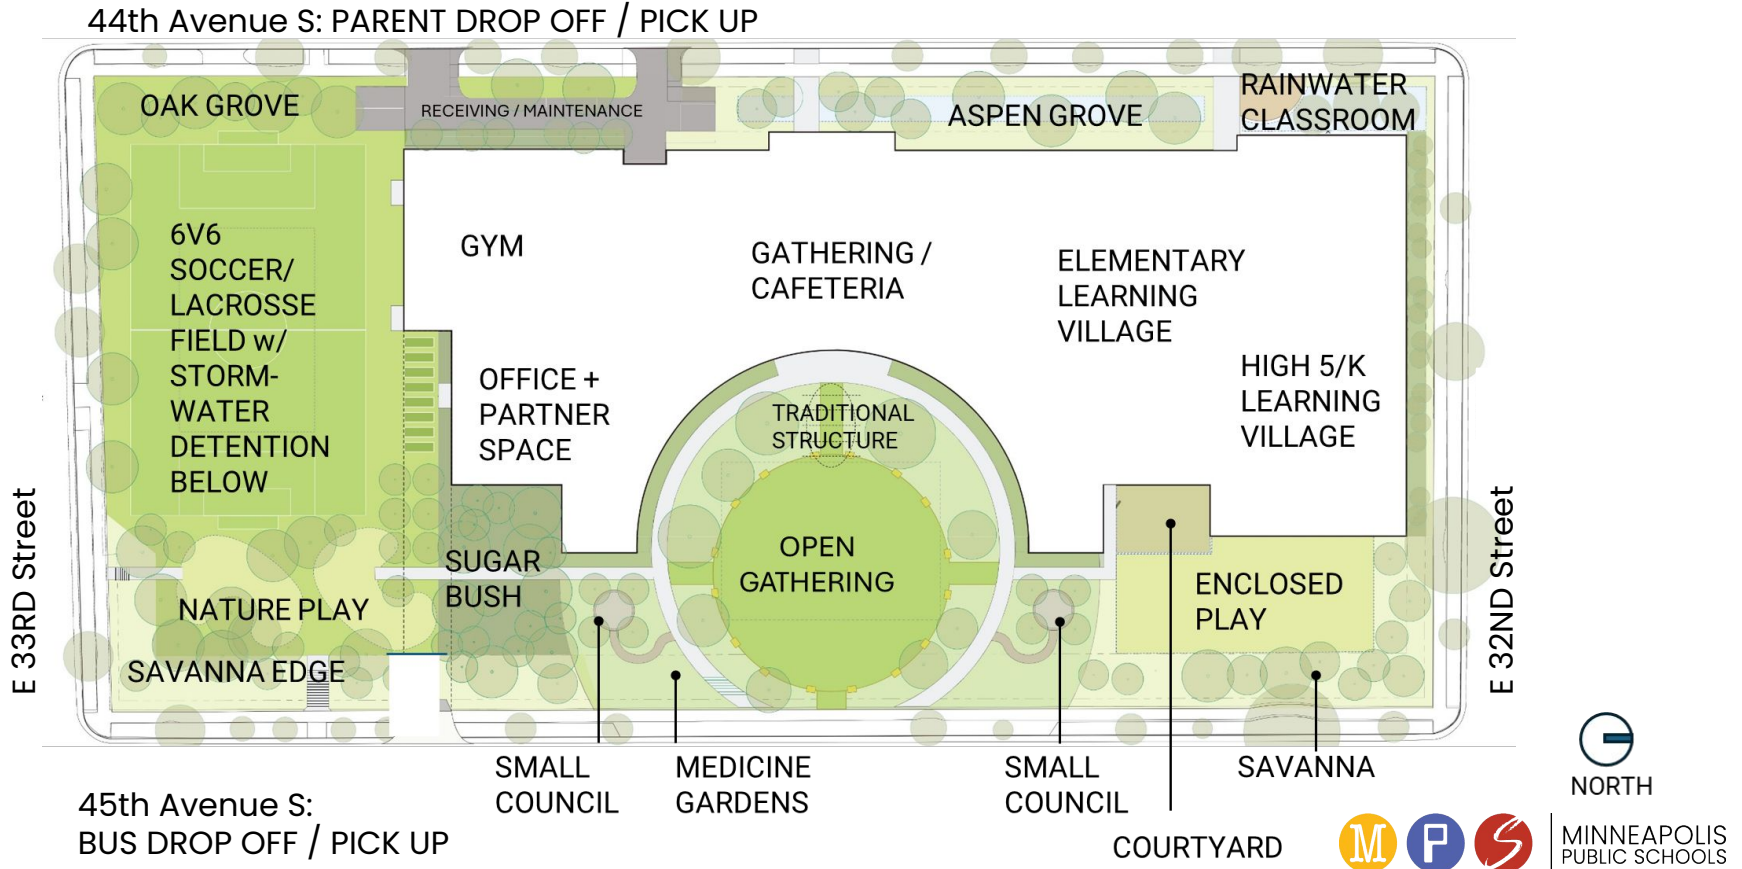 44th Avenue S: PARENT DROP OFF / PICK UP
OAK GROVE
RECEIVING / MAINTENANCE
ASPEN GROVE
RAINWATER
CLASSROOM
6V6
SOCCER/
LACROSSE
FIELD w/
STORM-
WATER
DETENTION
BELOW
GYM
GATHERING /
CAFETERIA
ELEMENTARY
LEARNING
VILLAGE
HIGH 5/K
LEARNING
VILLAGE
OFFICE +
PARTNER
SPACE
TRADITIONAL
STRUCTURE
OPEN
GATHERING
SUGAR
BUSH
NATURE PLAY
SAVANNA EDGE
ENCLOSED
PLAY
E 33RD Street
E 32ND Street
SMALL
COUNCIL
MEDICINE
GARDENS
SMALL
COUNCIL
SAVANNA
COURTYARD
45th Avenue S:
BUS DROP OFF / PICK UP
NORTH
M P S
MINNEAPOLIS
PUBLIC SCHOOLS